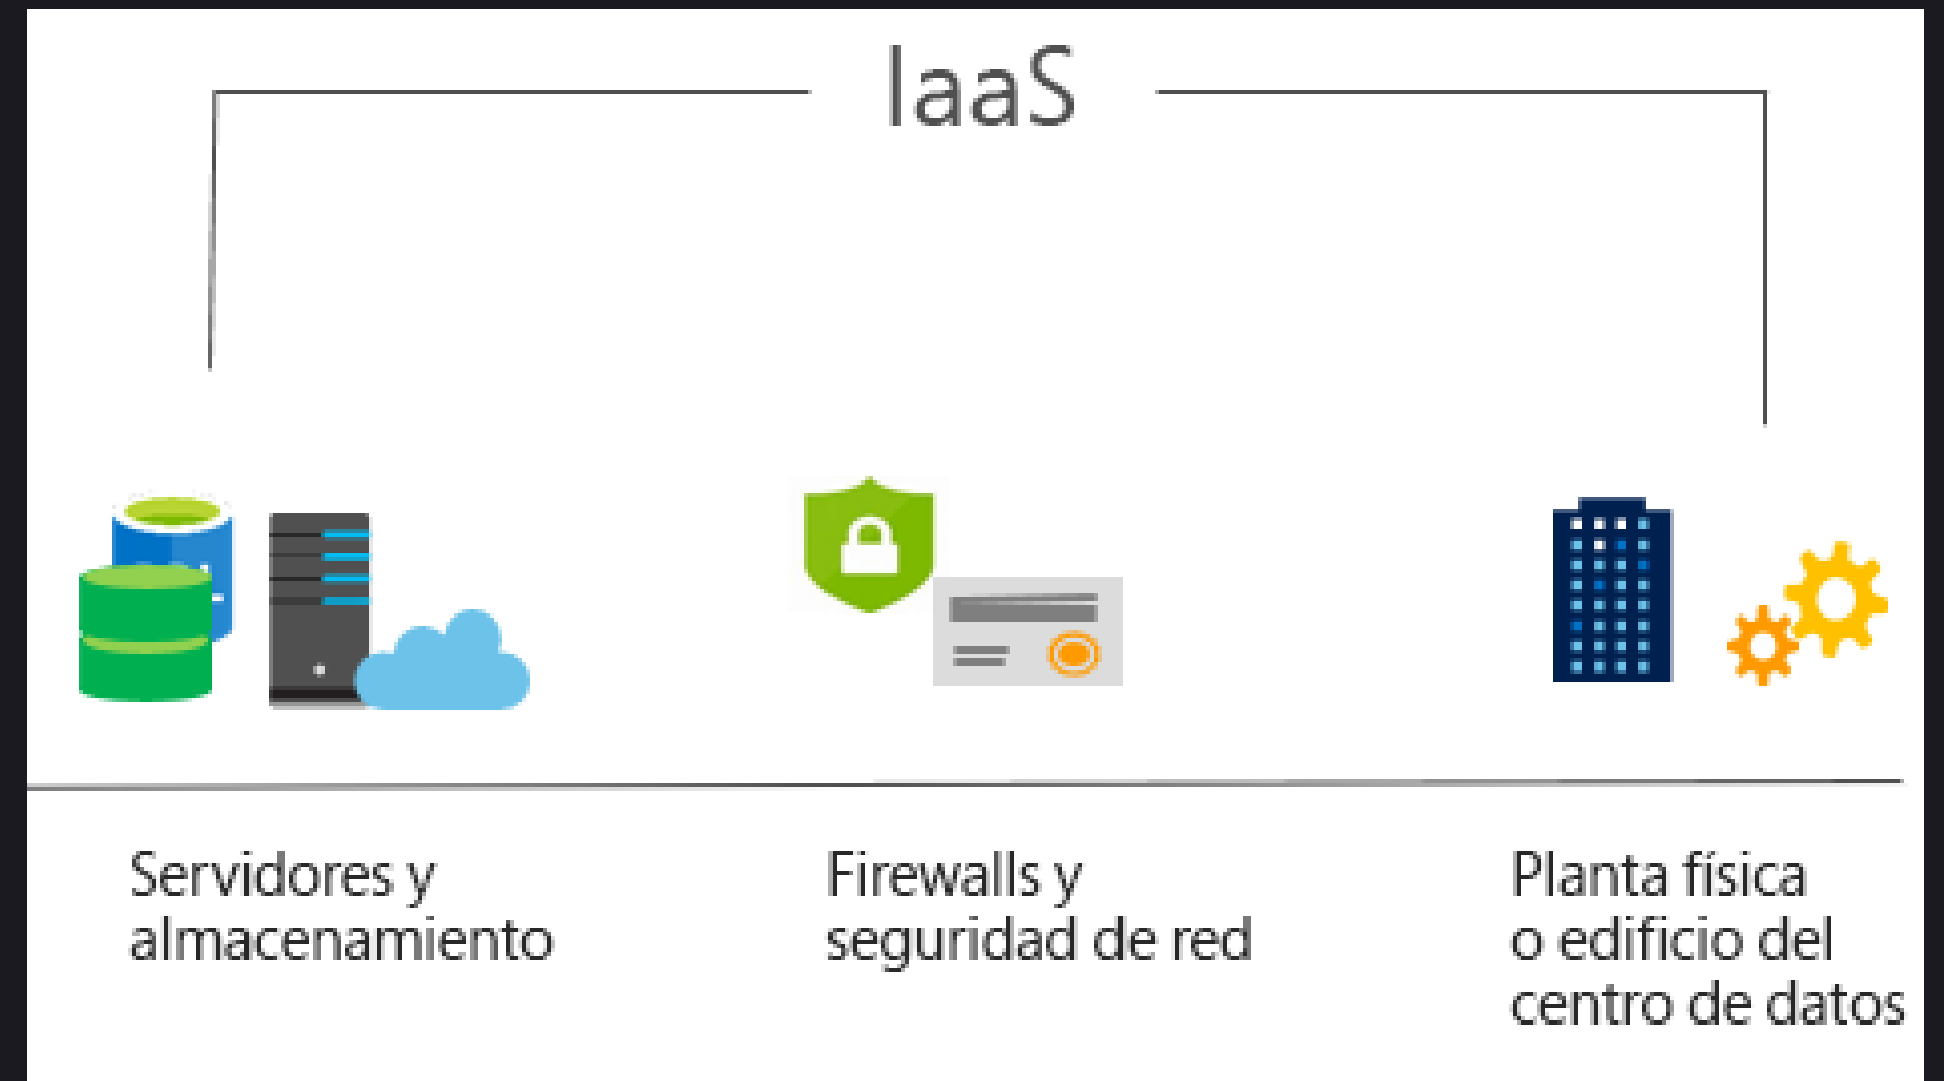 IaaS
Servidores y
almacenamiento
Firewalls y
seguridad de red
Planta física
o edificio del
centro de datos